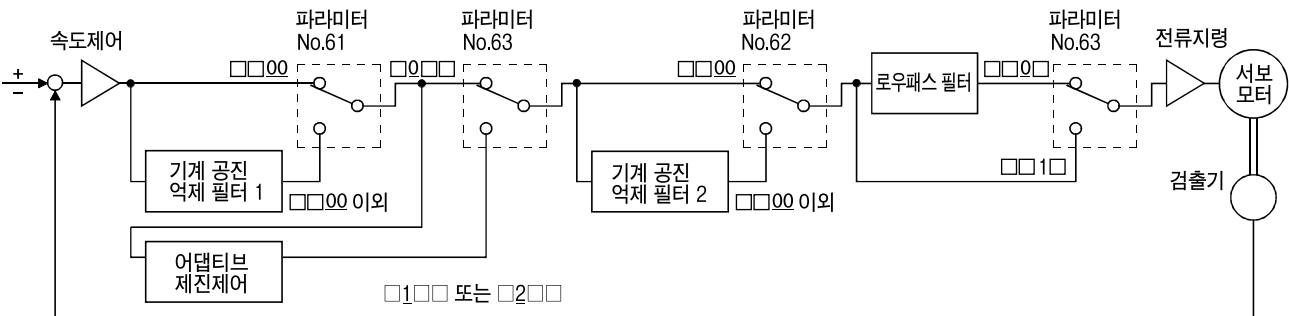 속도제어
+
−
□□00
파라미터
No.61
□0□□
파라미터
No.63
□□00
파라미터
No.62
로우패스 필터
□□0□
파라미터
No.63
전류지령
서보
모터
기계 공진
억제 필터 1
□□00 이외
기계 공진
억제 필터 2
□□00 이외
□□1□
검출기
어댑티브
제진제어
□1□□ 또는 □2□□